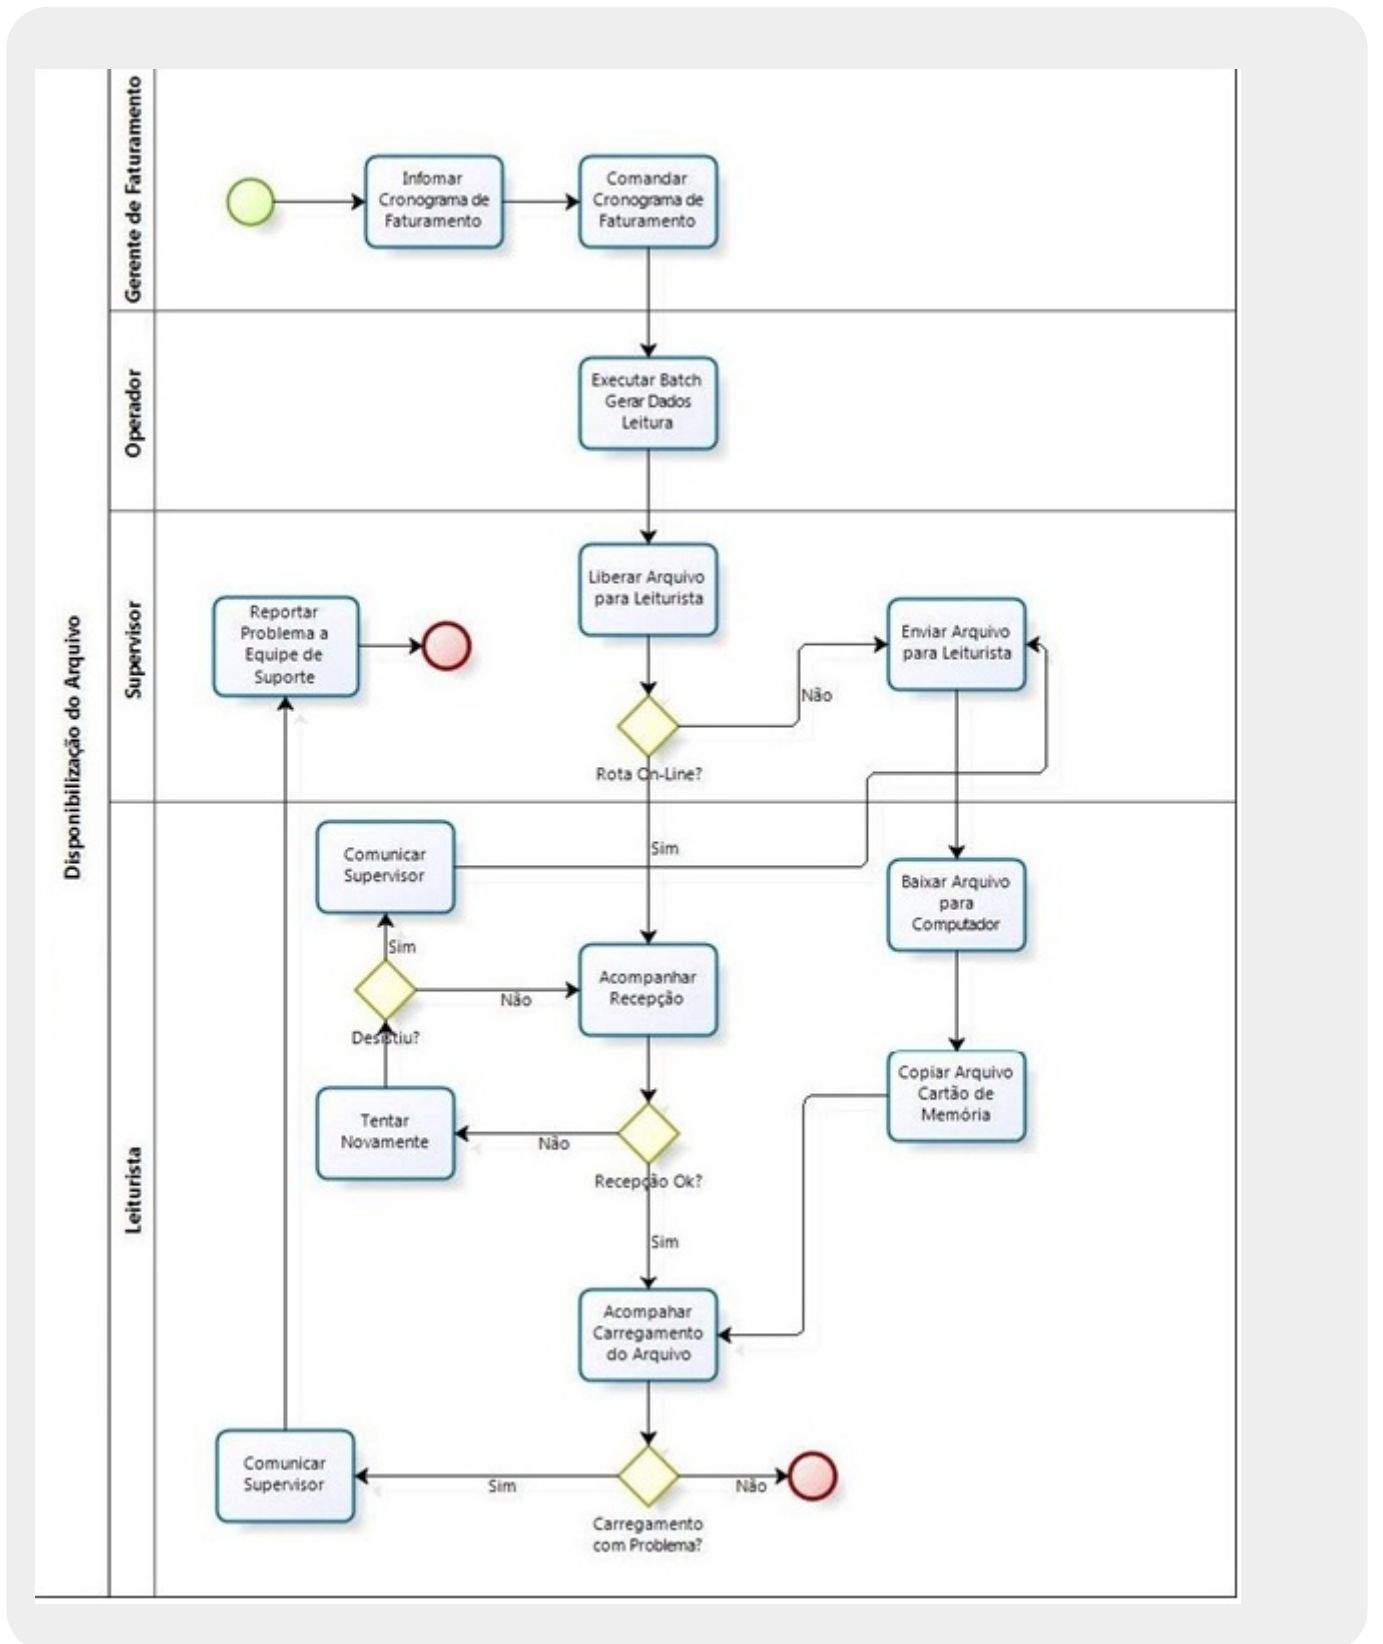 Disponibilização do Arquivo
Gerente de Faturamento
Infomar
Cronograma de
Faturamento
Comandar
Cronograma de
Faturamento
Operador
Executar Batch
Gerar Dados
Leitura
Supervisor
Liberar Arquivo
para Leiturista
Reportar
Problema a
Equipe de
Suporte
Enviar Arquivo
para Leiturista
Não
Rota On-Line?
Leiturista
Sim
Comunicar
Supervisor
Baixar Arquivo
para
Computador
Sim
Acompanhar
Recepção
Não
Desistiu?
Copiar Arquivo
Cartão de
Memória
Tentar
Novamente
Não
Recepção Ok?
Sim
Acompahar
Carregamento
do Arquivo
Comunicar
Supervisor
Sim
Não
Carregamento
com Problema?